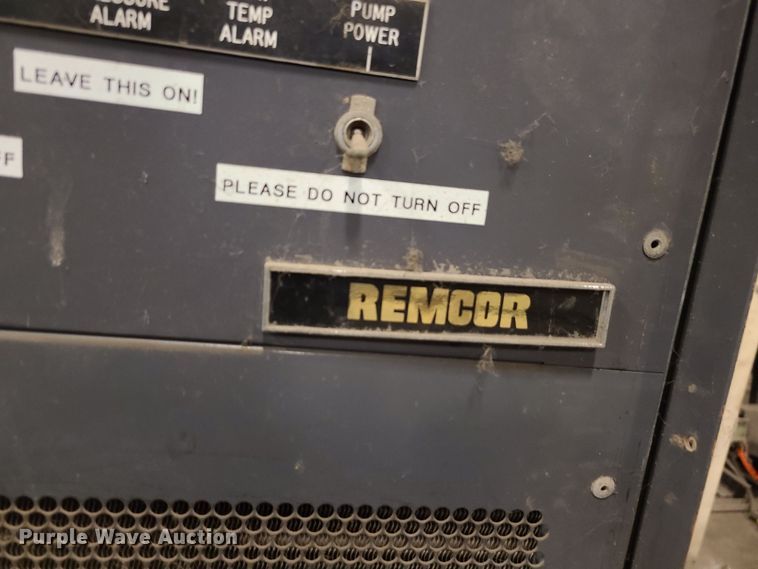 ALARM
TEMP
ALARM
PUMP
POWER
LEAVE THIS ON!
PLEASE DO NOT TURN OFF
REMCOR
Purple Wave Auction